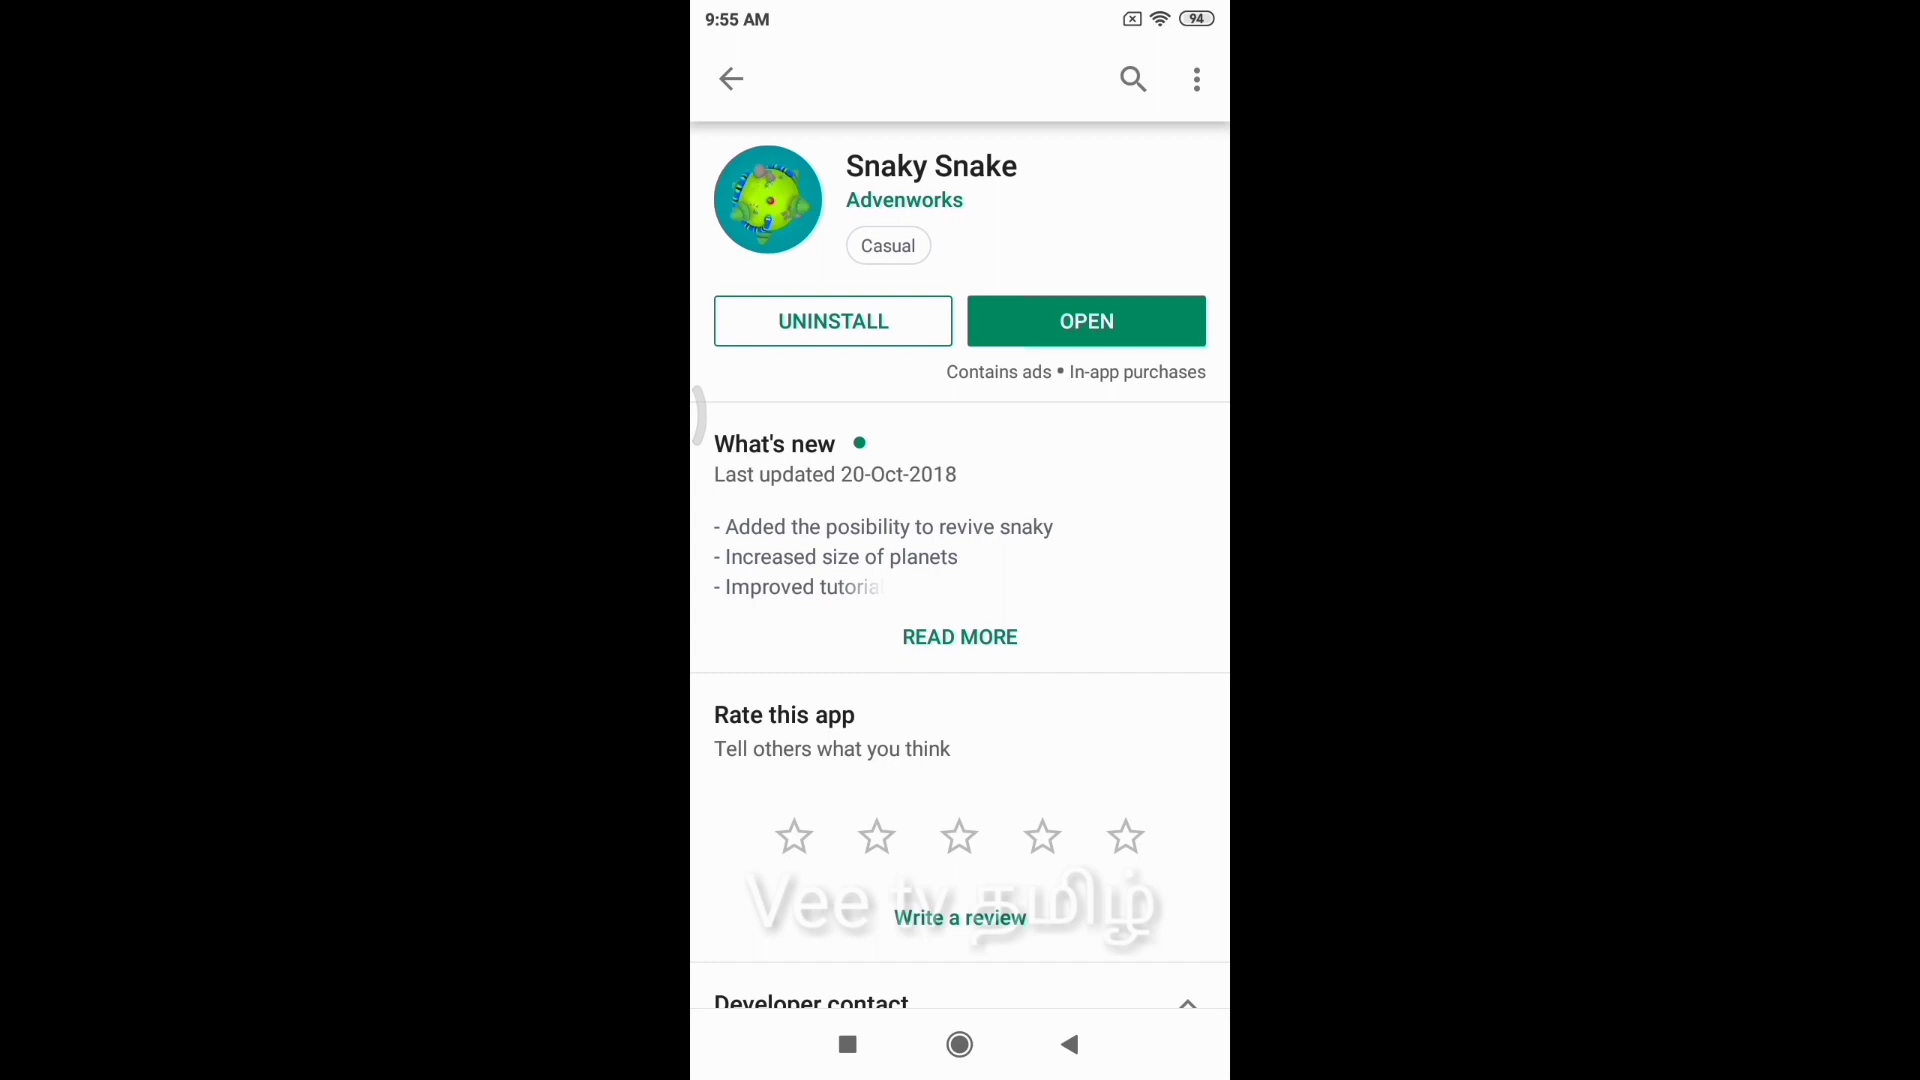 9:55 AM
94
Snaky Snake
Advenworks
Casual
UNINSTALL
OPEN
Contains ads • In-app purchases
What's new
Last updated 20-Oct-2018
- Added the posibility to revive snaky
- Increased size of planets
- Improved tutorial
READ MORE
Rate this app
Tell others what you think
Vee tv தமிழ்
Write a review
Developer contact